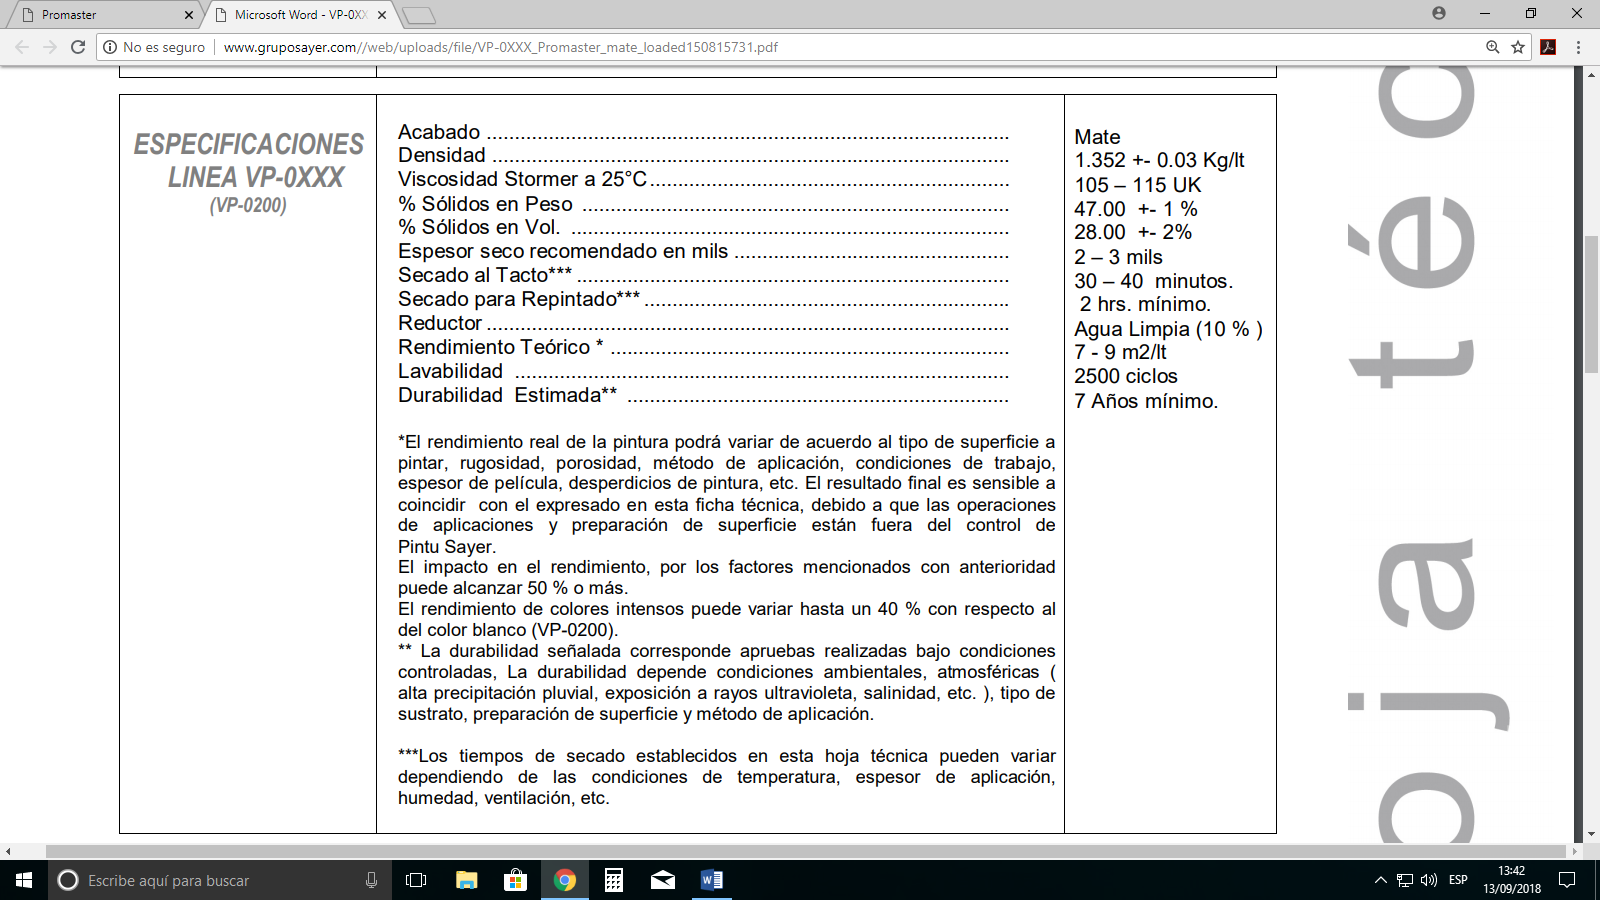 Promaster
Microsoft Word - VP-0XX
No es seguro
www.gruposayer.com//web/uploads/file/VP-0XXX_Promaster_mate_loaded150815731.pdf
ESPECIFICACIONES
LINEA VP-0XXX
(VP-0200)
Acabado ............................................................................................
Densidad ...........................................................................................
Viscosidad Stormer a 25°C...............................................................
% Sólidos en Peso ...........................................................................
% Sólidos en Vol. .............................................................................
Espesor seco recomendado en mils ................................................
Secado al Tacto*** ............................................................................
Secado para Repintado*** ................................................................
Reductor ............................................................................................
Rendimiento Teórico * ......................................................................
Lavabilidad .......................................................................................
Durabilidad Estimada** ...................................................................
Mate
1.352 +- 0.03 Kg/lt
105 – 115 UK
47.00 +- 1 %
28.00 +- 2%
2 – 3 mils
30 – 40 minutos.
2 hrs. mínimo.
Agua Limpia (10 % )
7 - 9 m2/lt
2500 ciclos
7 Años mínimo.
*El rendimiento real de la pintura podrá variar de acuerdo al tipo de superficie a
pintar, rugosidad, porosidad, método de aplicación, condiciones de trabajo,
espesor de película, desperdicios de pintura, etc. El resultado final es sensible a
coincidir con el expresado en esta ficha técnica, debido a que las operaciones
de aplicaciones y preparación de superficie están fuera del control de
Pintu Sayer.
El impacto en el rendimiento, por los factores mencionados con anterioridad
puede alcanzar 50 % o más.
El rendimiento de colores intensos puede variar hasta un 40 % con respecto al
del color blanco (VP-0200).
** La durabilidad señalada corresponde apruebas realizadas bajo condiciones
controladas, La durabilidad depende condiciones ambientales, atmosféricas (
alta precipitación pluvial, exposición a rayos ultravioleta, salinidad, etc. ), tipo de
sustrato, preparación de superficie y método de aplicación.
***Los tiempos de secado establecidos en esta hoja técnica pueden variar
dependiendo de las condiciones de temperatura, espesor de aplicación,
humedad, ventilación, etc.
oja téc
Escribe aquí para buscar
ESP
13:42
13/09/2018